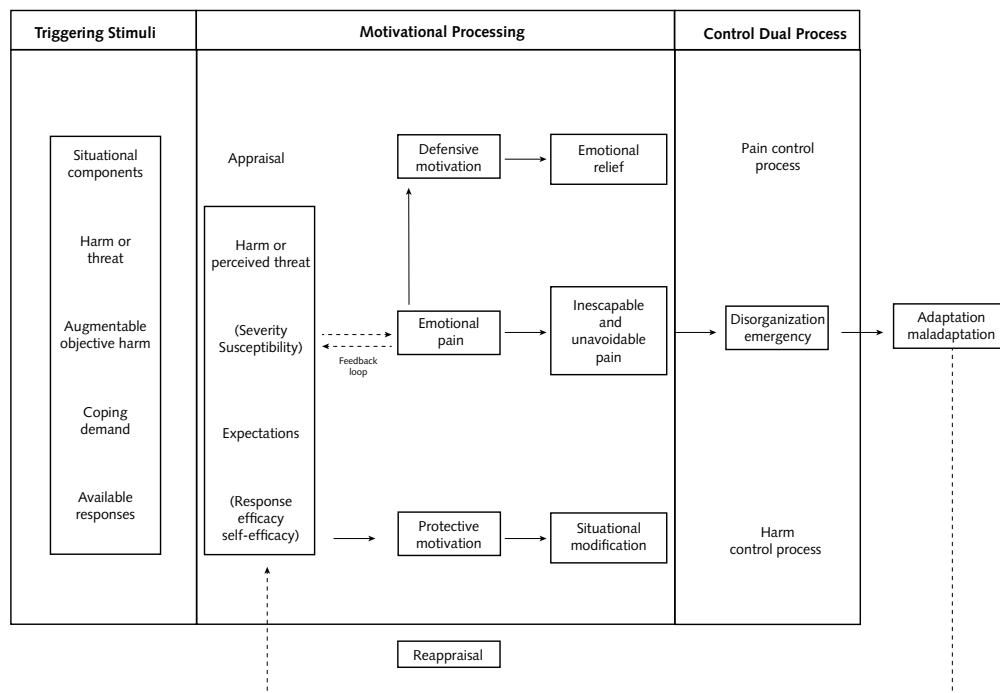 Triggering Stimuli
Motivational Processing
Control Dual Process
Situational
components
Harm or
threat
Augmentable
objective harm
Coping
demand
Available
responses
Appraisal
Harm or
perceived threat
(Severity
Susceptibility)
Expectations
(Response
efficacy
self-efficacy)
Feedback
loop
Defensive
motivation
Emotional
relief
Emotional
pain
Inescapable
and
unavoidable
pain
Protective
motivation
Situational
modification
Pain control
process
Disorganization
emergency
Harm
control process
Adaptation
maladaptation
Reappraisal